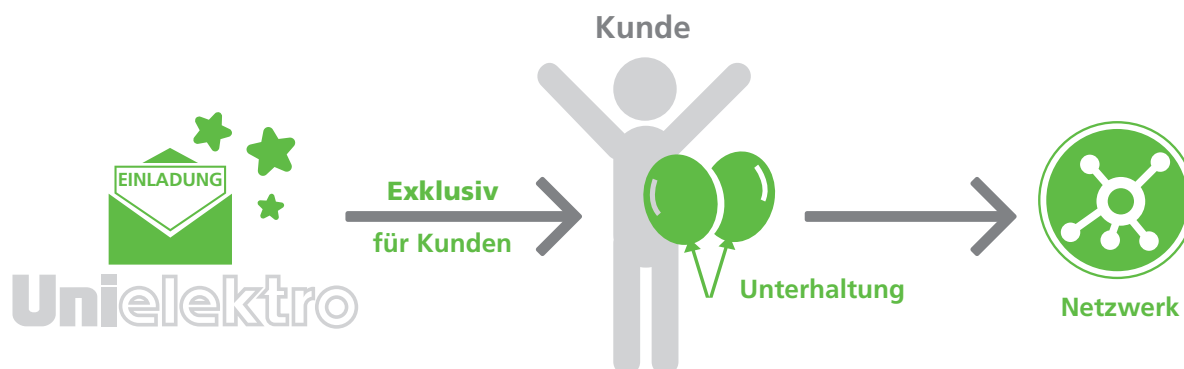 Kunde
EINLADUNG
Exklusiv
für Kunden
Unielektro
Unterhaltung
Netzwerk